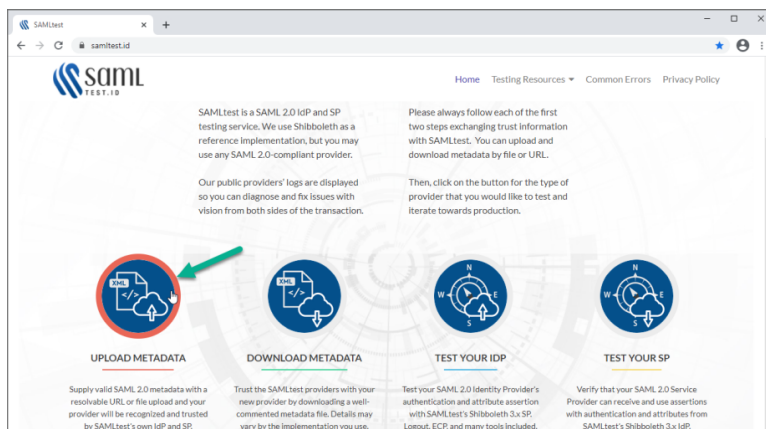 SAMLtest
samltest.id
saml
TEST.ID
Home Testing Resources Common Errors Privacy Policy
SAMLtest is a SAML 2.0 IdP and SP
testing service. We use Shibboleth as a
reference implementation, but you may
use any SAML 2.0-compliant provider.
Our public providers' logs are displayed
so you can diagnose and fix issues with
vision from both sides of the transaction.
Please always follow each of the first
two steps exchanging trust information
with SAMLtest. You can upload and
download metadata by file or URL.
Then, click on the button for the type of
provider that you would like to test and
iterate towards production.
XML
</>
UPLOAD METADATA
Supply valid SAML 2.0 metadata with a
resolvable URL or file upload and your
provider will be recognized and trusted
by SAMLtest's own IdP and SP.
XML
</>
DOWNLOAD METADATA
Trust the SAMLtest providers with your
new provider by downloading a well-
commented metadata file. Details may
vary by the implementation you use.
N
W E
S
TEST YOUR IDP
Test your SAML 2.0 Identity Provider's
authentication and attribute assertion
with SAMLtest's Shibboleth 3.x SP.
Logout, ECP, and many tools included.
N
W E
S
TEST YOUR SP
Verify that your SAML 2.0 Service
Provider can receive and use assertions
with authentication and attributes from
SAMLtest's Shibboleth 3.x IdP.